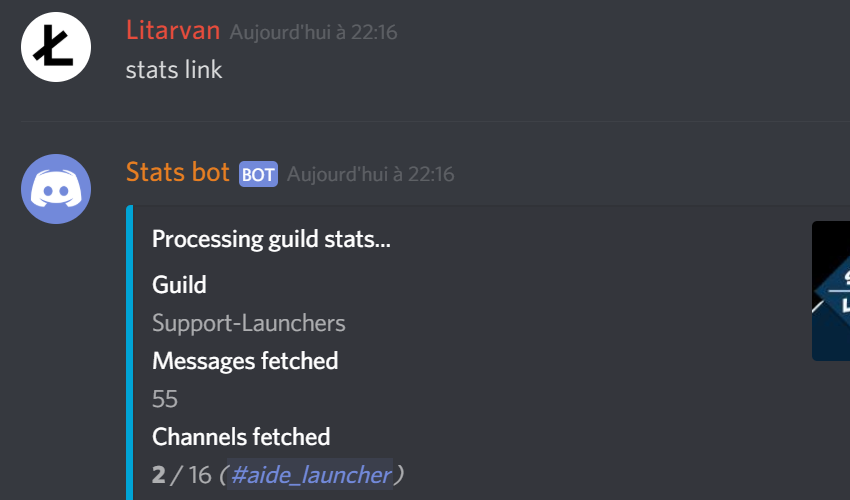 Litarvan Aujourd'hui à 22:16
stats link
Stats bot BOT Aujourd'hui à 22:16
Processing guild stats...
Guild
Support-Launchers
Messages fetched
55
Channels fetched
2 / 16 (#aide_launcher)